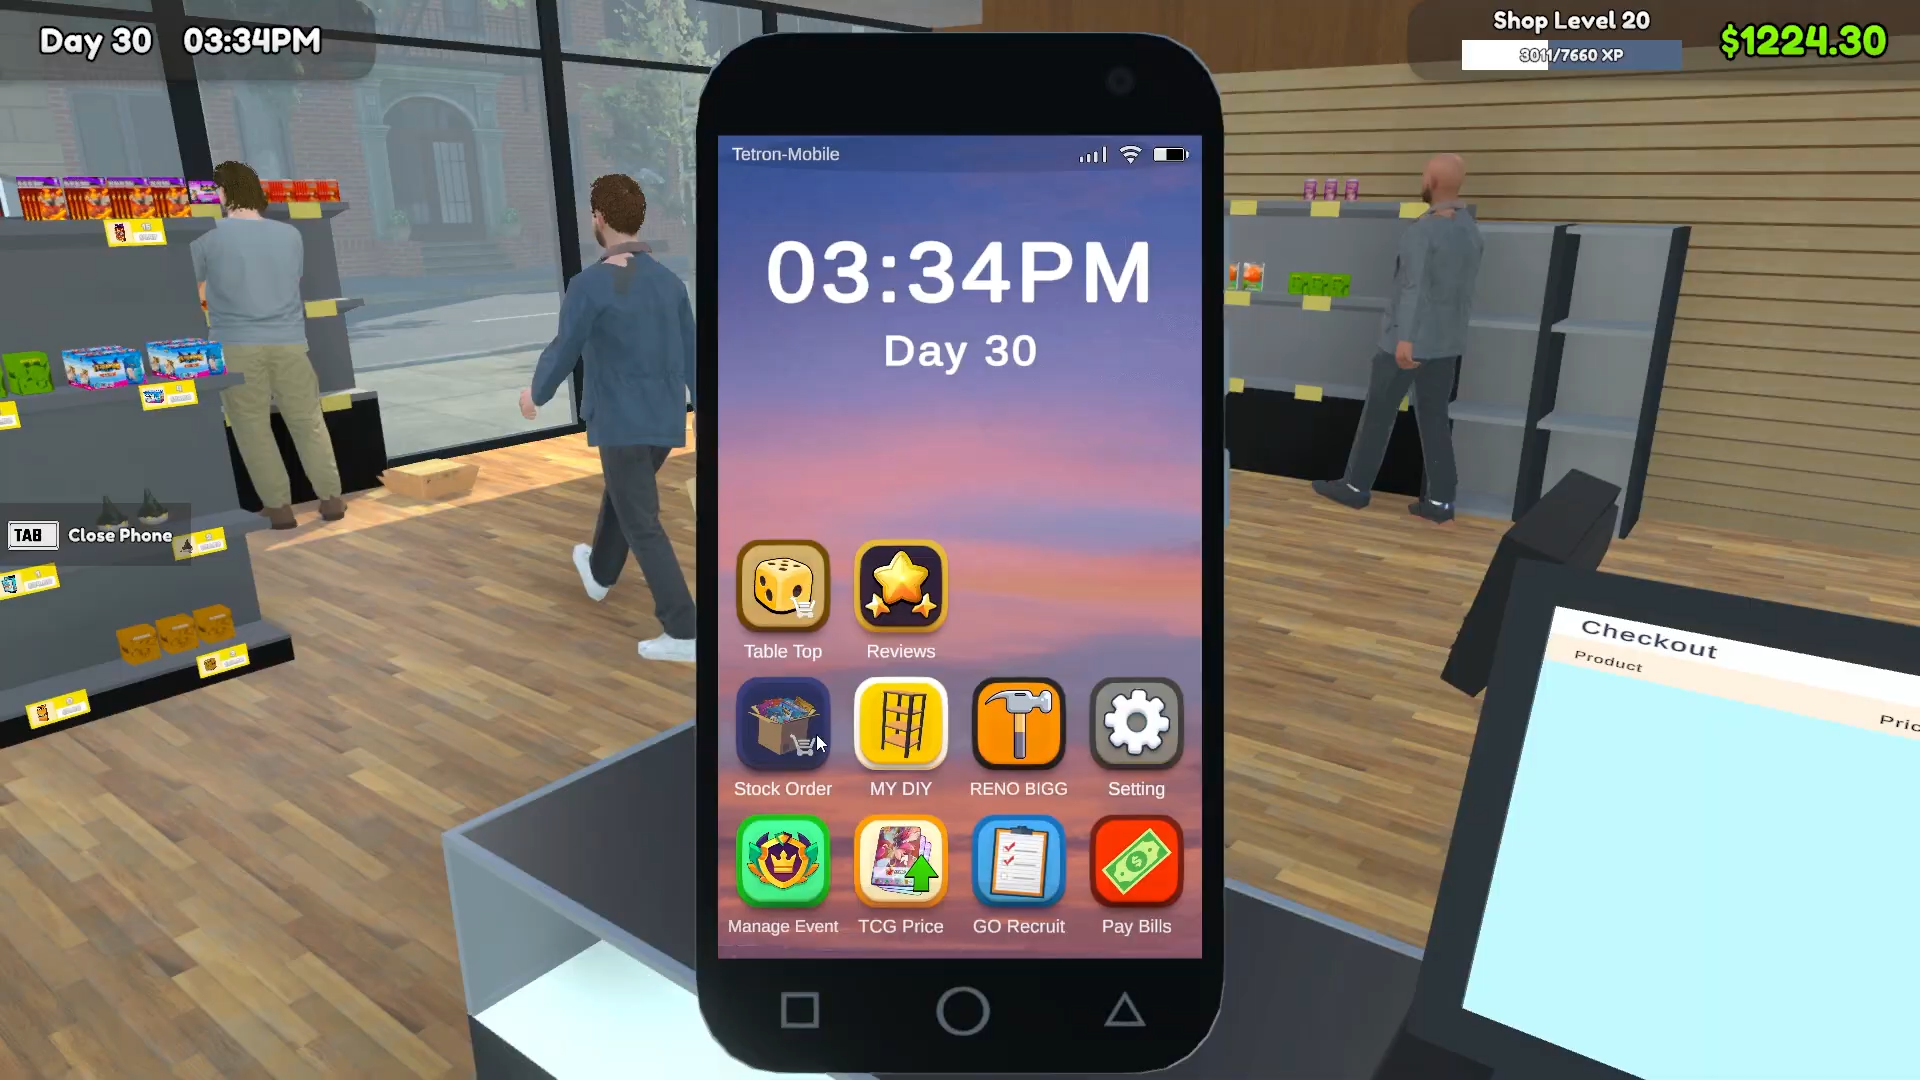 Day 30 03:34PM
Shop Level 20
3011/7660 XP
$1224.30
Tetron-Mobile
03:34PM
Day 30
TAB Close Phone
Table Top
Reviews
Stock Order
MY DIY
RENO BIGG
Setting
Manage Event
TCG Price
GO Recruit
Pay Bills
Checkout
Product